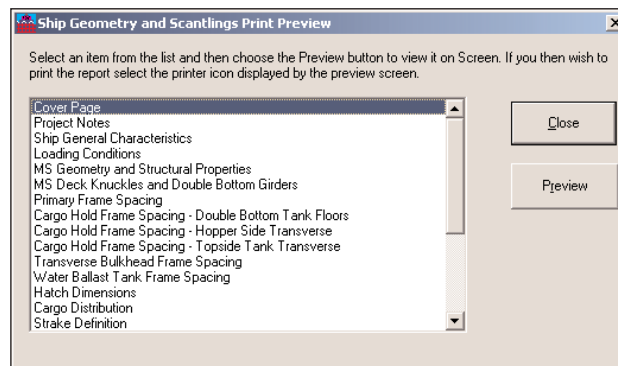 Ship Geometry and Scantlings Print Preview
Select an item from the list and then choose the Preview button to view it on Screen. If you then wish to
print the report select the printer icon displayed by the preview screen.
Cover Page
Project Notes
Ship General Characteristics
Loading Conditions
MS Geometry and Structural Properties
MS Deck Knuckles and Double Bottom Girders
Primary Frame Spacing
Cargo Hold Frame Spacing - Double Bottom Tank Floors
Cargo Hold Frame Spacing - Hopper Side Transverse
Cargo Hold Frame Spacing - Topside Tank Transverse
Transverse Bulkhead Frame Spacing
Water Ballast Tank Frame Spacing
Hatch Dimensions
Cargo Distribution
Strake Definition
Close
Preview